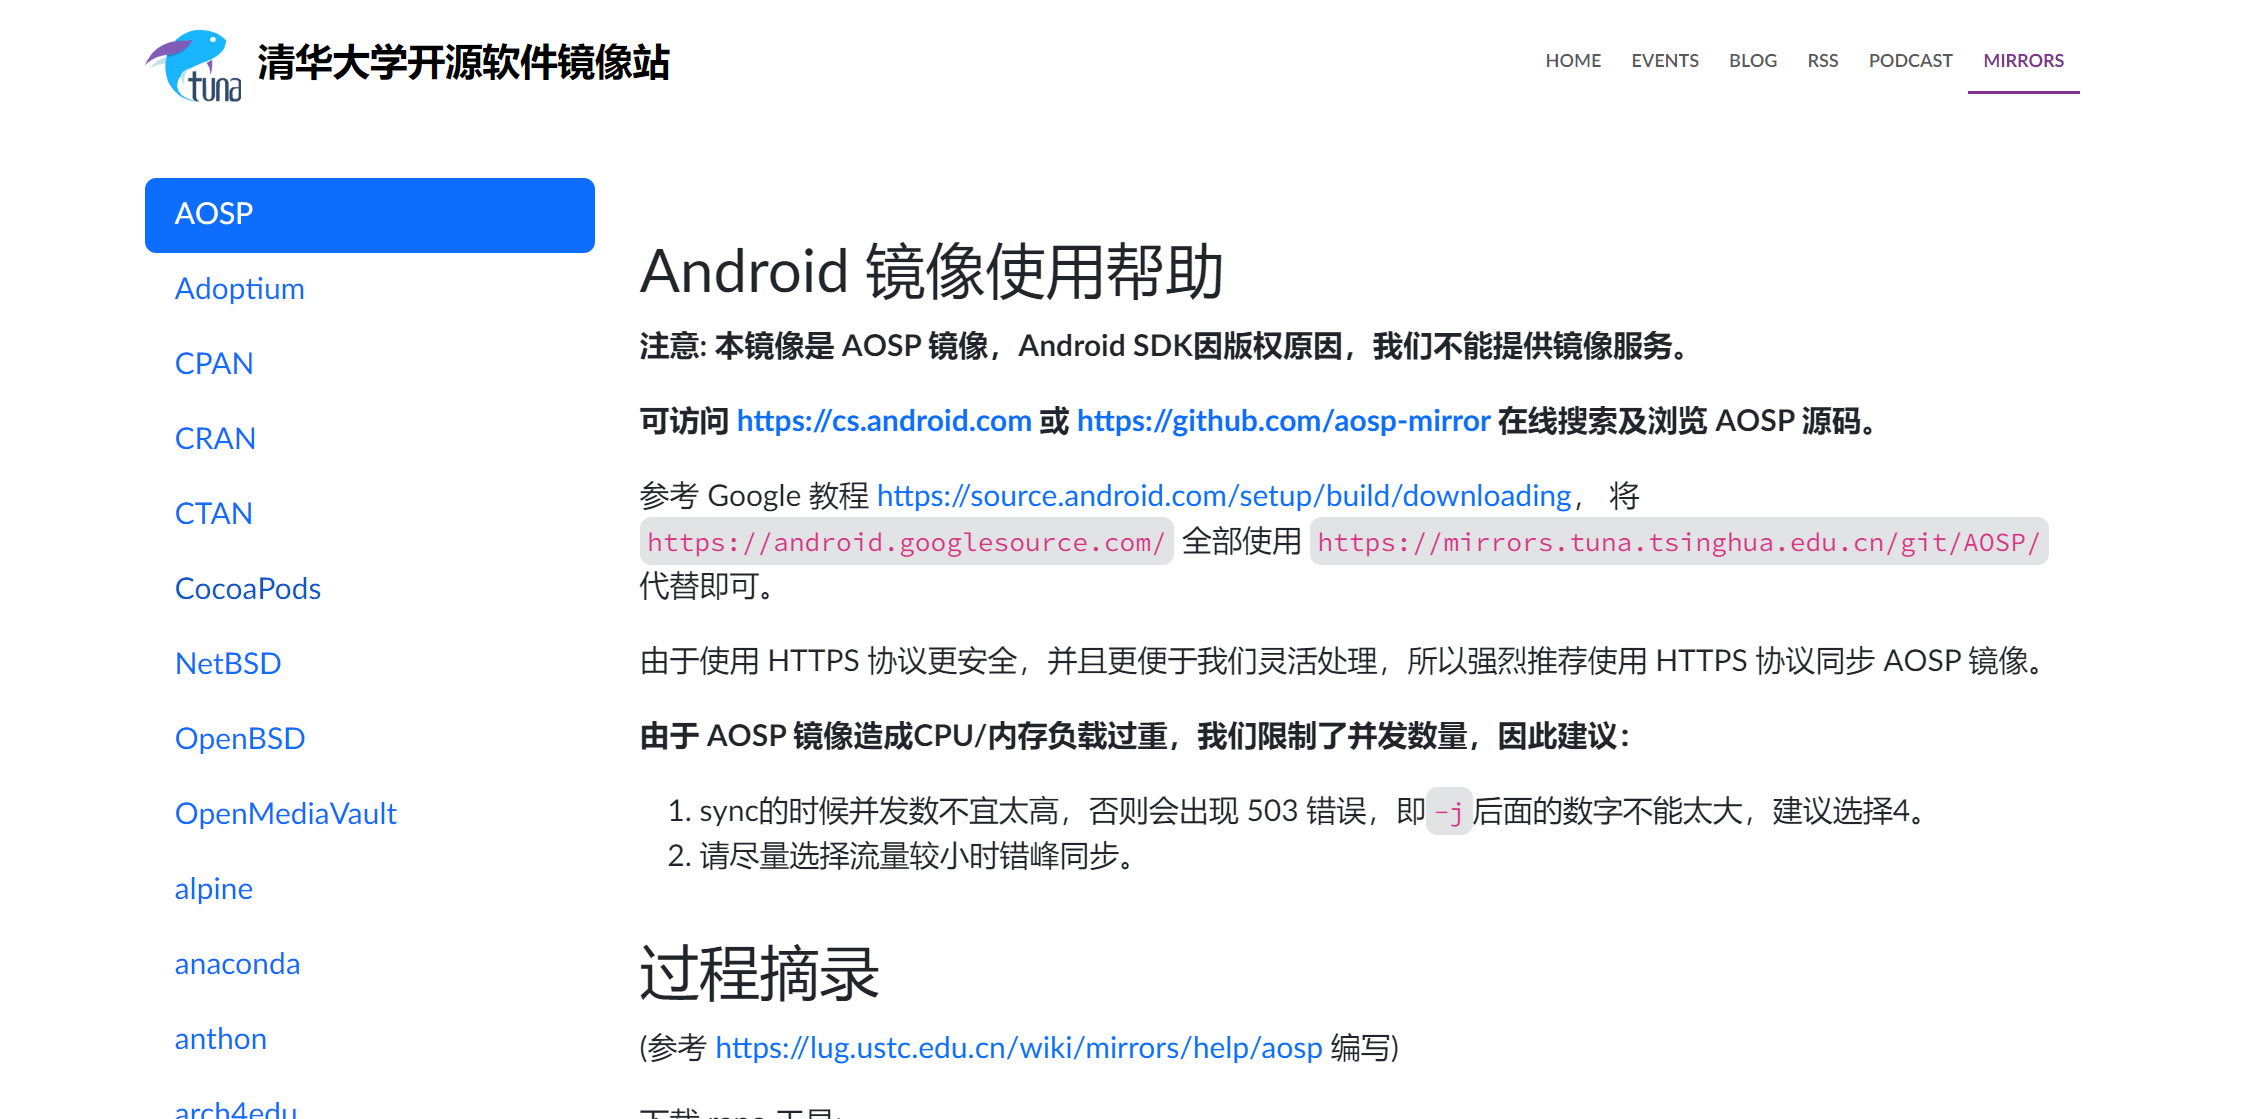 tuna
清华大学开源软件镜像站
HOME EVENTS BLOG RSS PODCAST MIRRORS
AOSP
Adoptium
CPAN
CRAN
CTAN
CocoaPods
NetBSD
OpenBSD
OpenMediaVault
alpine
anaconda
anthon
arch4edu
Android 镜像使用帮助
注意: 本镜像是 AOSP 镜像，Android SDK因版权原因，我们不能提供镜像服务。
可访问 https://cs.android.com 或 https://github.com/aosp-mirror 在线搜索及浏览 AOSP 源码。
参考 Google 教程 https://source.android.com/setup/build/downloading， 将
https://android.googlesource.com/ 全部使用 https://mirrors.tuna.tsinghua.edu.cn/git/AOSP/
代替即可。
由于使用 HTTPS 协议更安全，并且更便于我们灵活处理，所以强烈推荐使用 HTTPS 协议同步 AOSP 镜像。
由于 AOSP 镜像造成CPU/内存负载过重，我们限制了并发数量，因此建议：
1. sync的时候并发数不宜太高，否则会出现 503 错误，即-j后面的数字不能太大，建议选择4。
2. 请尽量选择流量较小时错峰同步。
过程摘录
(参考 https://lug.ustc.edu.cn/wiki/mirrors/help/aosp 编写)
下载 repo 工具: